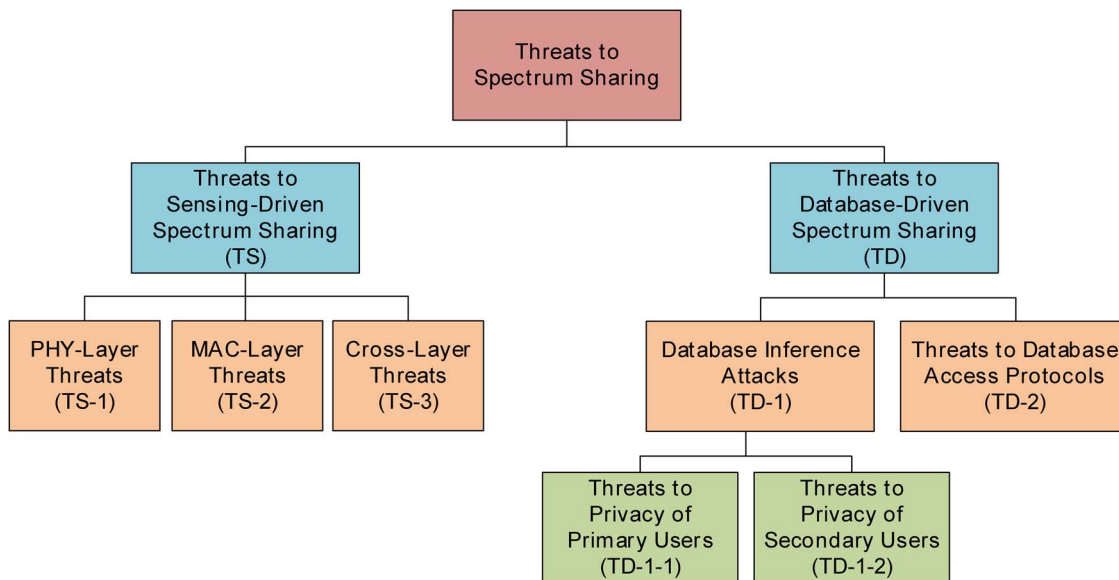 Threats to
Spectrum Sharing
Threats to
Sensing-Driven
Spectrum Sharing
(TS)
Threats to
Database-Driven
Spectrum Sharing
(TD)
PHY-Layer
Threats
(TS-1)
MAC-Layer
Threats
(TS-2)
Cross-Layer
Threats
(TS-3)
Database Inference
Attacks
(TD-1)
Threats to Database
Access Protocols
(TD-2)
Threats to
Privacy of
Primary Users
(TD-1-1)
Threats to
Privacy of
Secondary Users
(TD-1-2)